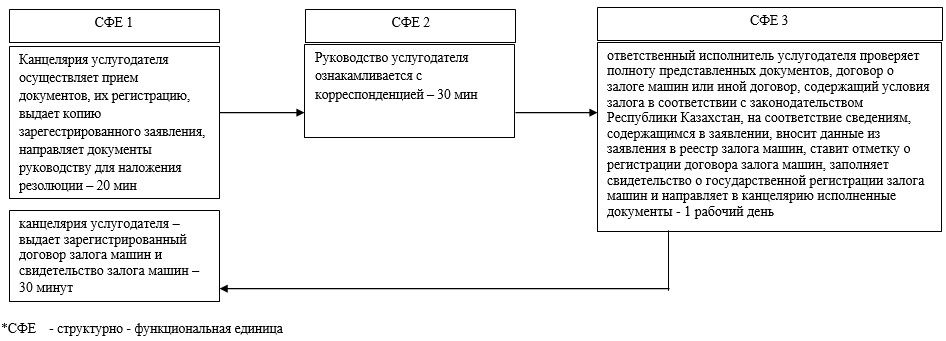 СФЕ 1
Канцелярия услугодателя
осуществляет прием
документов, их регистрацию,
выдает копию
зарегестрированного заявления,
направляет документы
руководству для наложения
резолюции – 20 мин
СФЕ 2
Руководство услугодателя
ознакамливается с
корреспонденцией – 30 мин
СФЕ 3
ответственный исполнитель услугодателя проверяет
полноту представленных документов, договор о
залоге машин или иной договор, содержащий условия
залога в соответствии с законодательством
Республики Казахстан, на соответствие сведениям,
содержащимся в заявлении, вносит данные из
заявления в реестр залога машин, ставит отметку о
регистрации договора залога машин, заполняет
свидетельство о государственной регистрации залога
машин и направляет в канцелярию исполненные
документы - 1 рабочий день
канцелярия услугодателя –
выдает зарегистрированный
договор залога машин и
свидетельство залога машин –
30 минут
*СФЕ - структурно - функциональная единица